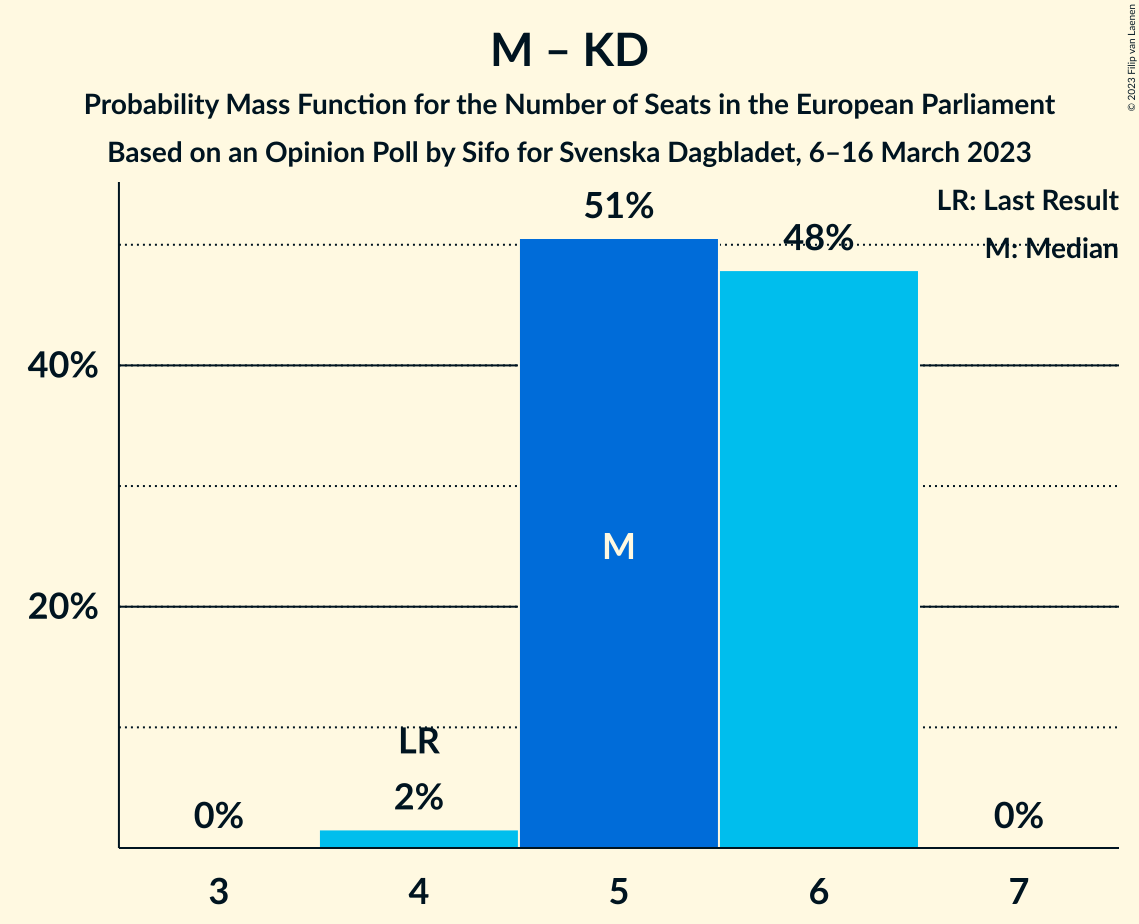 M – KD
Probability Mass Function for the Number of Seats in the European Parliament
Based on an Opinion Poll by Sifo for Svenska Dagbladet, 6–16 March 2023
© 2023 Filip van Laenen
LR: Last Result
M: Median
51%
48%
40%
M
20%
LR
2%
0%
0%
3
4
5
6
7